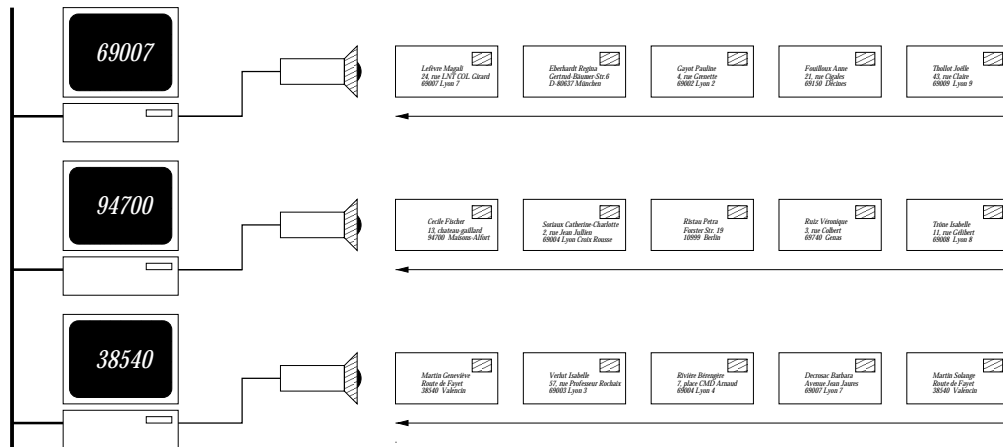 69007
Lefèvre Magali
24, rue LNT COL. Girard
69007 Lyon 7
Eberhardt Regina
Gertrud-Bäumer-Str.6
D-80637 München
Gayot Pauline
4, rue Grenette
69002 Lyon 2
Fouilloux Anne
21, rue Cigales
69150 Décines
Thollot Joëlle
43, rue Claire
69009 Lyon 9
94700
Cecile Fischer
13, chateau-gaillard
94700 Maisons-Alfort
Soriaux Catherine-Charlotte
2, rue Jean Jullien
69004 Lyon Croix Rousse
Ristau Petra
Forster Str. 19
10999 Berlin
Ruiz Véronique
3, rue Colbert
69740 Genas
Trône Isabelle
11, rue Gélibert
69008 Lyon 8
38540
Martin Geneviève
Route de Fayet
38540 Valencin
Verlut Isabelle
57, rue Professeur Rochaix
69003 Lyon 3
Rivière Bérengère
7, place CMD Arnaud
69004 Lyon 4
Decrosac Barbara
Avenue Jean Jaures
69007 Lyon 7
Martin Solange
Route de Fayet
38540 Valencin